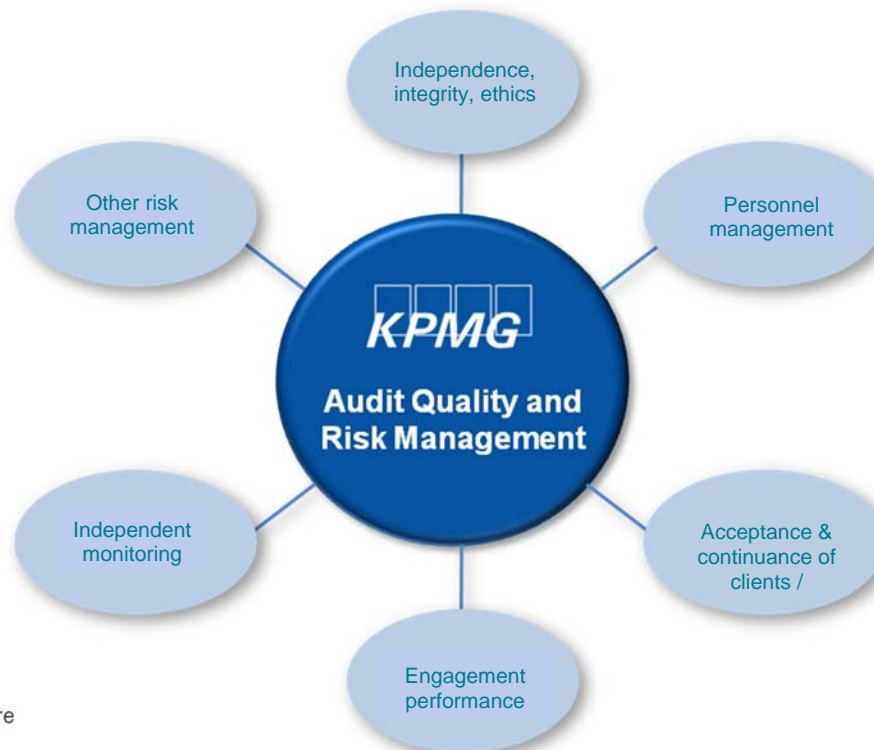 Independence,
integrity, ethics
Other risk
management
Personnel
management
KPMG
Audit Quality and
Risk Management
Independent
monitoring
Acceptance &
continuance of
clients /
Engagement
performance
re